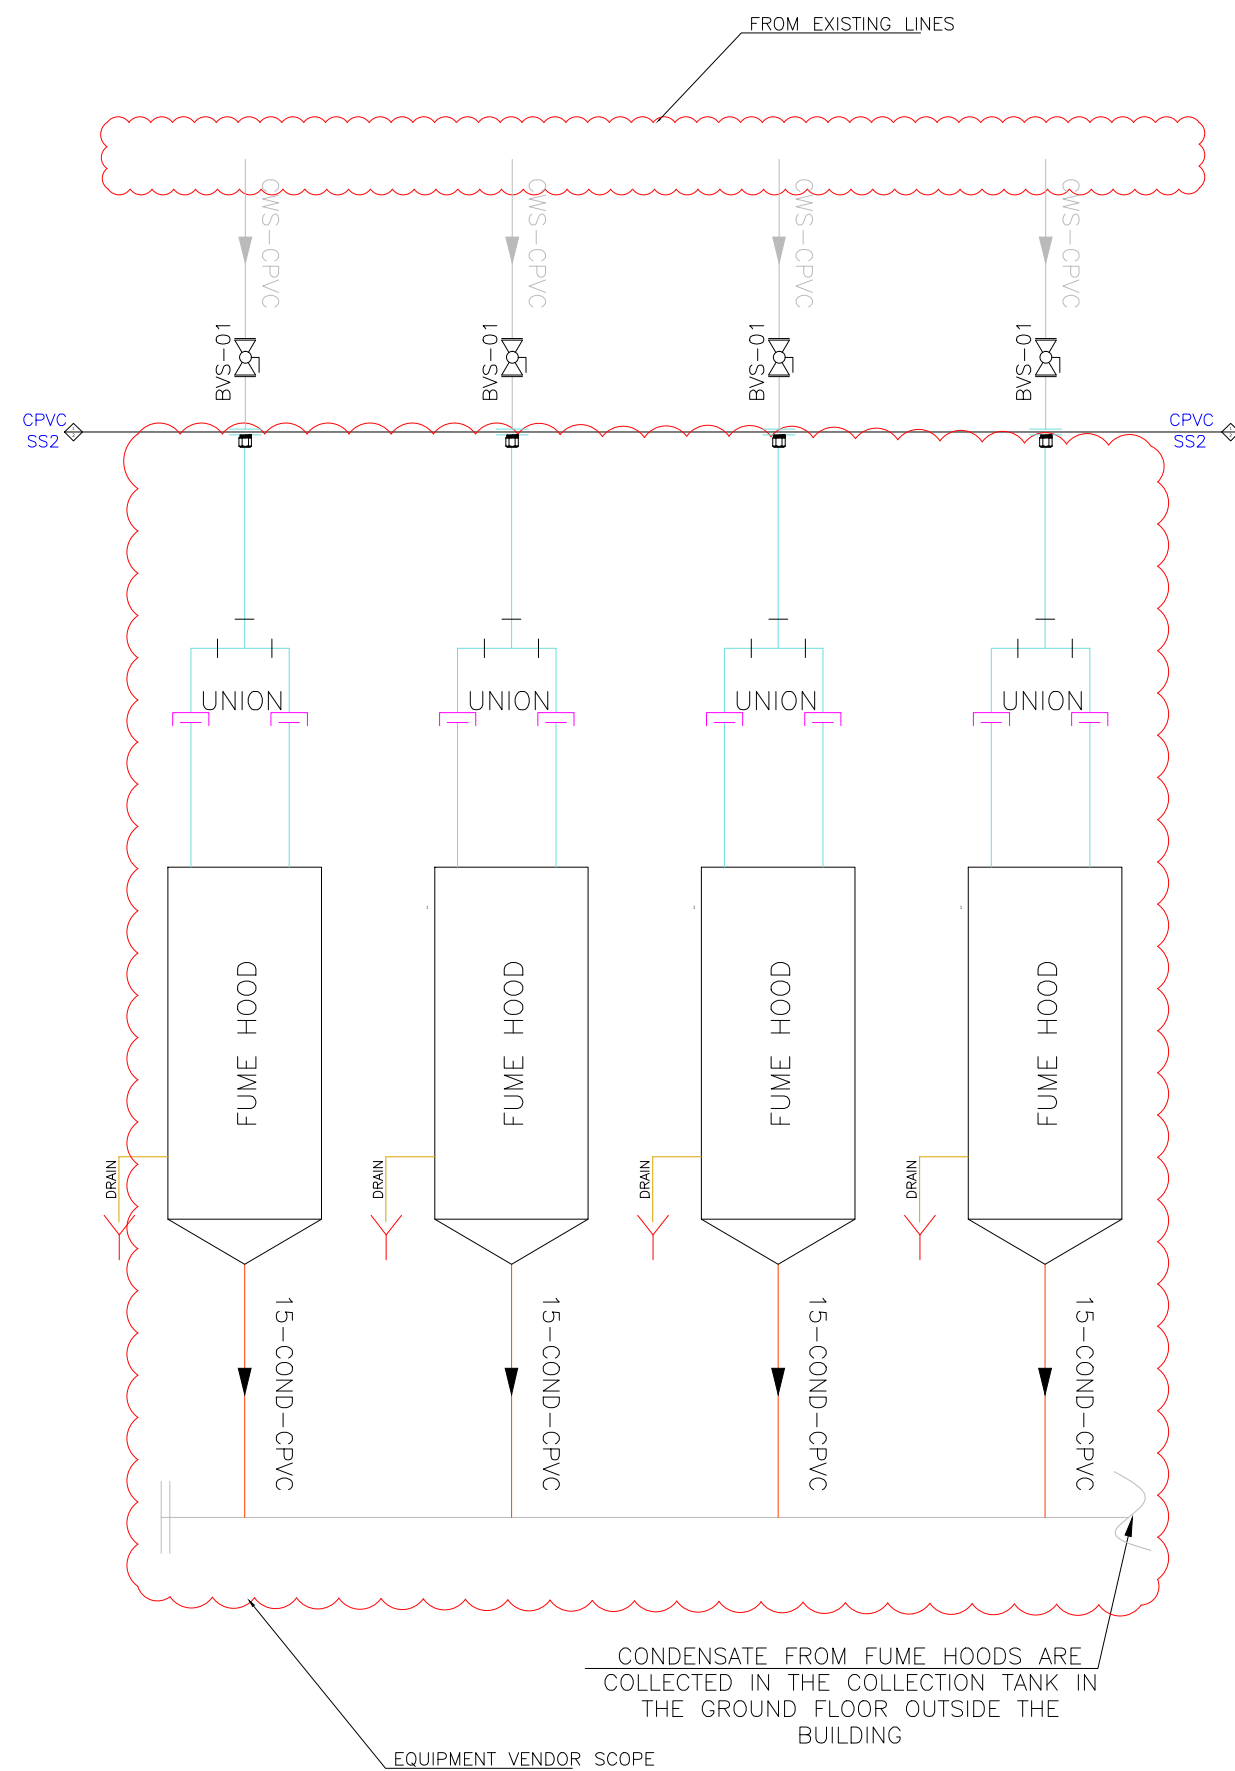 FROM EXISTING LINES
CWS-CPVC
CWS-CPVC
CWS-CPVC
CWS-CPVC
BVS-01
BVS-01
BVS-01
BVS-01
CPVC
SS2
CPVC
SS2
UNION
UNION
UNION
UNION
FUME HOOD
FUME HOOD
FUME HOOD
FUME HOOD
DRAIN
DRAIN
DRAIN
DRAIN
15-COND-CPVC
15-COND-CPVC
15-COND-CPVC
15-COND-CPVC
CONDENSATE FROM FUME HOODS ARE
COLLECTED IN THE COLLECTION TANK IN
THE GROUND FLOOR OUTSIDE THE
BUILDING
EQUIPMENT VENDOR SCOPE